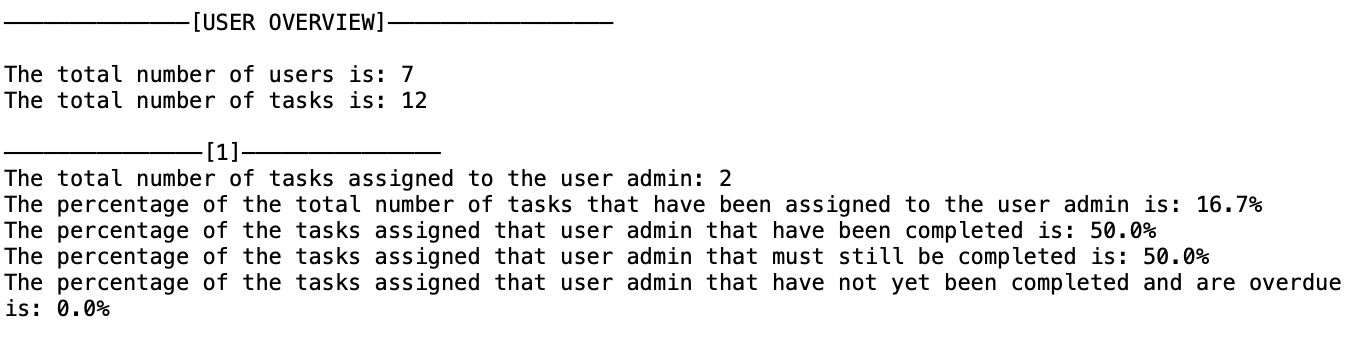 ——————————————[USER OVERVIEW]—————————————————

The total number of users is: 7
The total number of tasks is: 12

———————————————[1]———————————————
The total number of tasks assigned to the user admin: 2
The percentage of the total number of tasks that have been assigned to the user admin is: 16.7%
The percentage of the tasks assigned that user admin that have been completed is: 50.0%
The percentage of the tasks assigned that user admin that must still be completed is: 50.0%
The percentage of the tasks assigned that user admin that have not yet been completed and are overdue
is: 0.0%